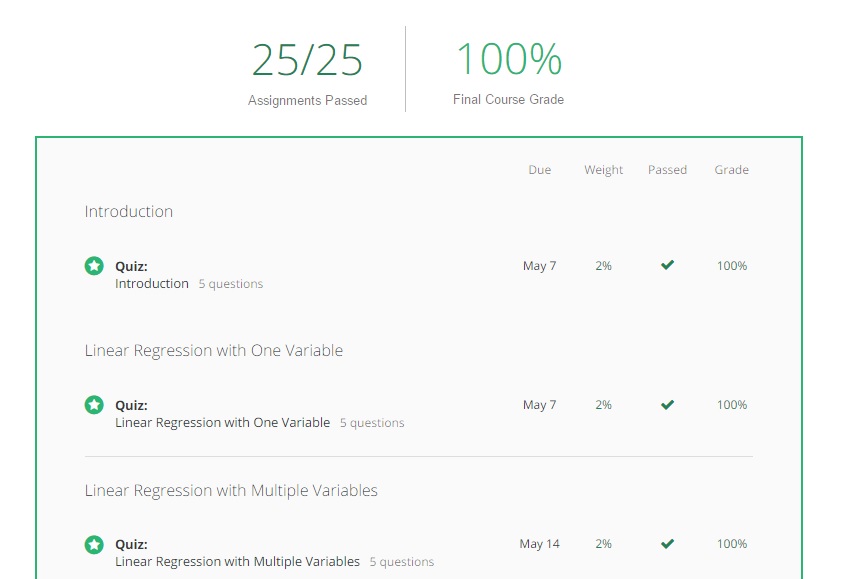 25/25
100%
Assignments Passed
Final Course Grade
Due Weight Passed Grade
Introduction
Quiz:
Introduction 5 questions
May 7 2% 100%
Linear Regression with One Variable
Quiz:
Linear Regression with One Variable 5 questions
May 7 2% 100%
Linear Regression with Multiple Variables
Quiz:
Linear Regression with Multiple Variables 5 questions
May 14 2% 100%